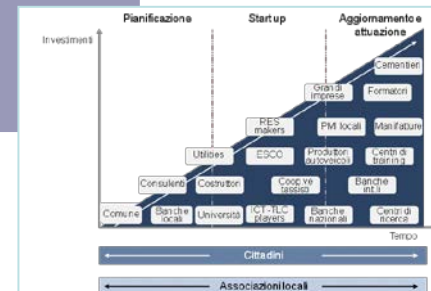 Pianificazione
Start up
Aggiornamento e
attuazione
Investimenti
Cementieri
Grandi
imprese
Formatori
RES
makers
PMI locali
Manifatture
Utilities
ESCO
Produttori
autoveicoli
Centri di
training
Consulenti
Costruttori
Coop.ve
tassisti
Banche
int.li
Comune
Banche
locali
Università
ICT-TLC
players
Banche
nazionali
Centri di
ricerca
Tempo
Cittadini
Associazioni locali